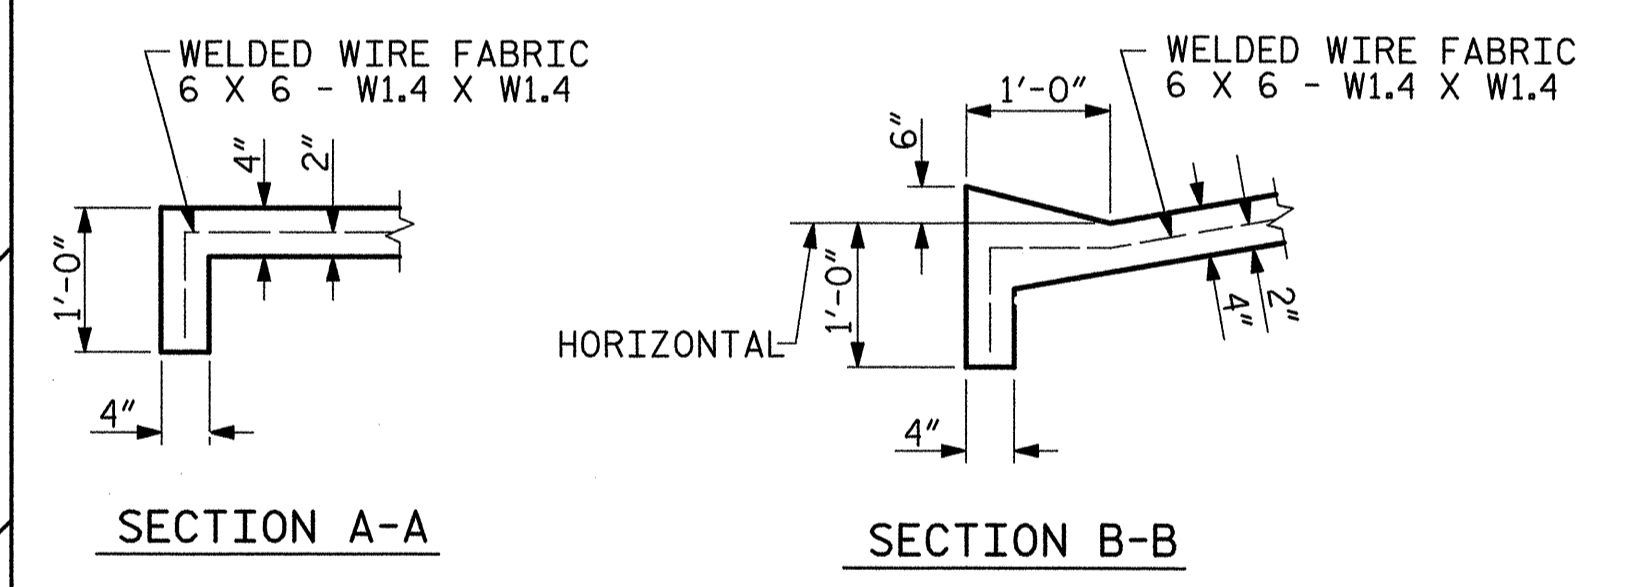 WELDED WIRE FABRIC
6 X 6 - W1.4 X W1.4
4"
2"
1'-0"
4"
SECTION A-A
WELDED WIRE FABRIC
6 X 6 - W1.4 X W1.4
1'-0"
6"
HORIZONTAL
1'-0"
4"
2"
4"
SECTION B-B